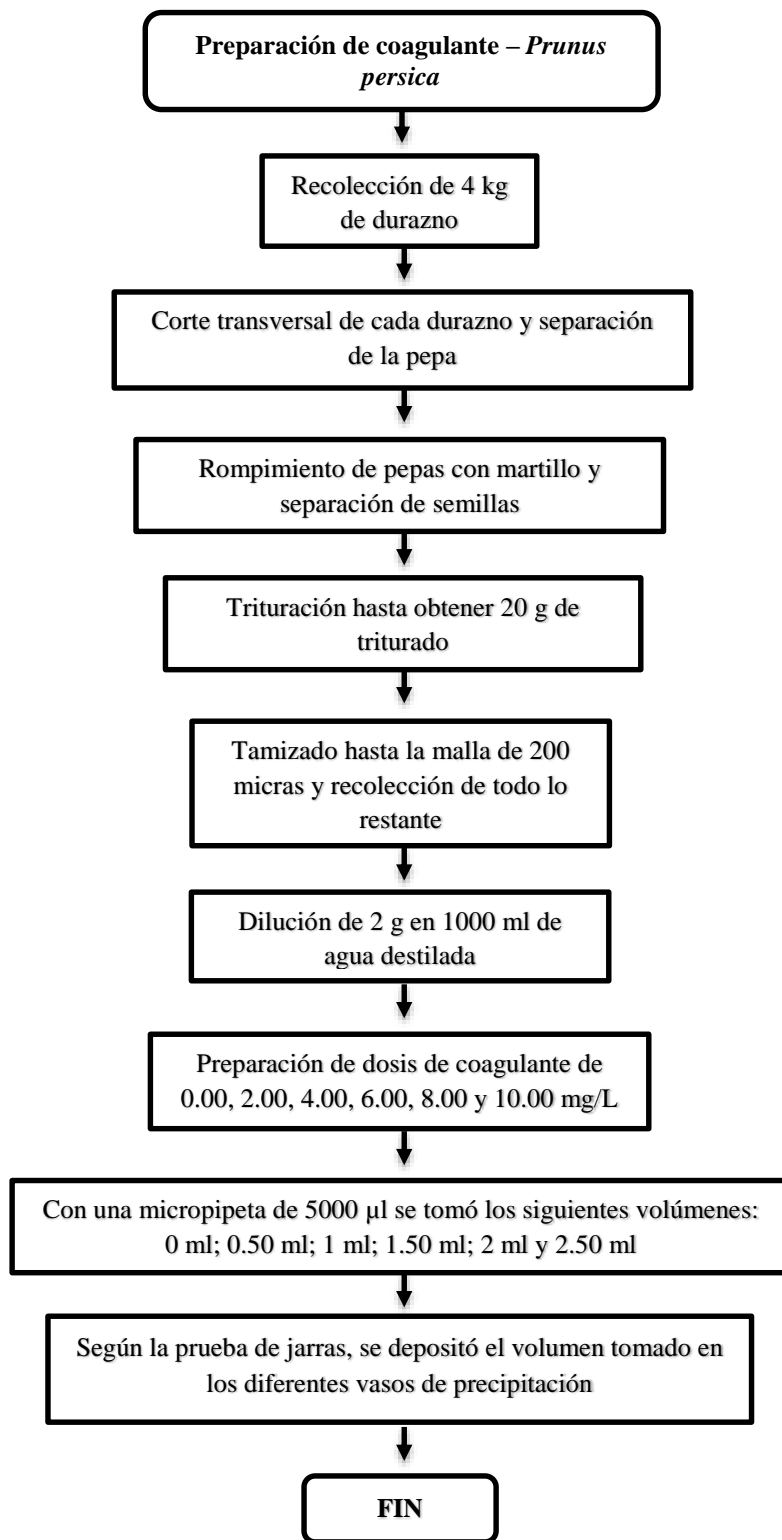 Preparación de coagulante – Prunus
persica
Recolección de 4 kg
de durazno
Corte transversal de cada durazno y separación
de la pepa
Rompimiento de pepas con martillo y
separación de semillas
Trituración hasta obtener 20 g de
triturado
Tamizado hasta la malla de 200
micras y recolección de todo lo
restante
Dilución de 2 g en 1000 ml de
agua destilada
Preparación de dosis de coagulante de
0.00, 2.00, 4.00, 6.00, 8.00 y 10.00 mg/L
Con una micropipeta de 5000 µl se tomó los siguientes volúmenes:
0 ml; 0.50 ml; 1 ml; 1.50 ml; 2 ml y 2.50 ml
Según la prueba de jarras, se depositó el volumen tomado en
los diferentes vasos de precipitación
FIN